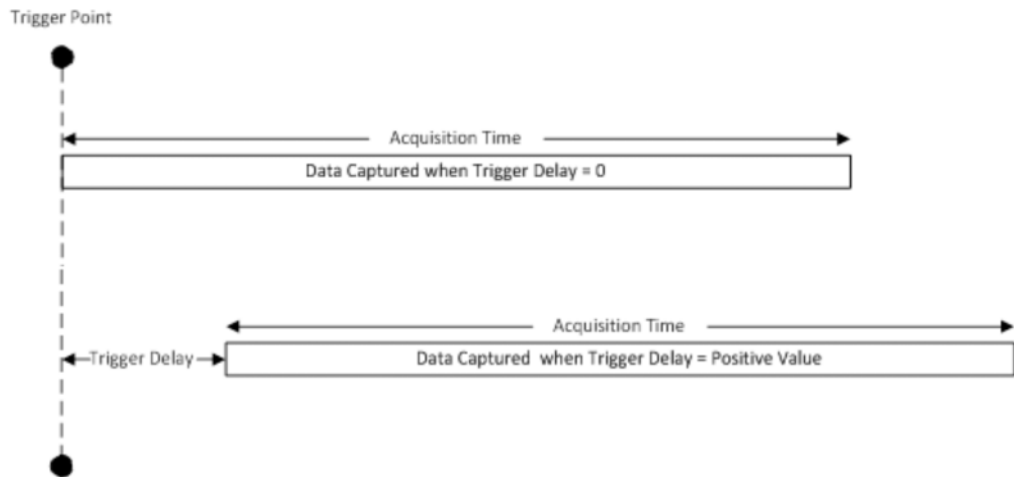 Trigger Point
Acquisition Time
Data Captured when Trigger Delay = 0
Acquisition Time
Trigger Delay
Data Captured when Trigger Delay = Positive Value